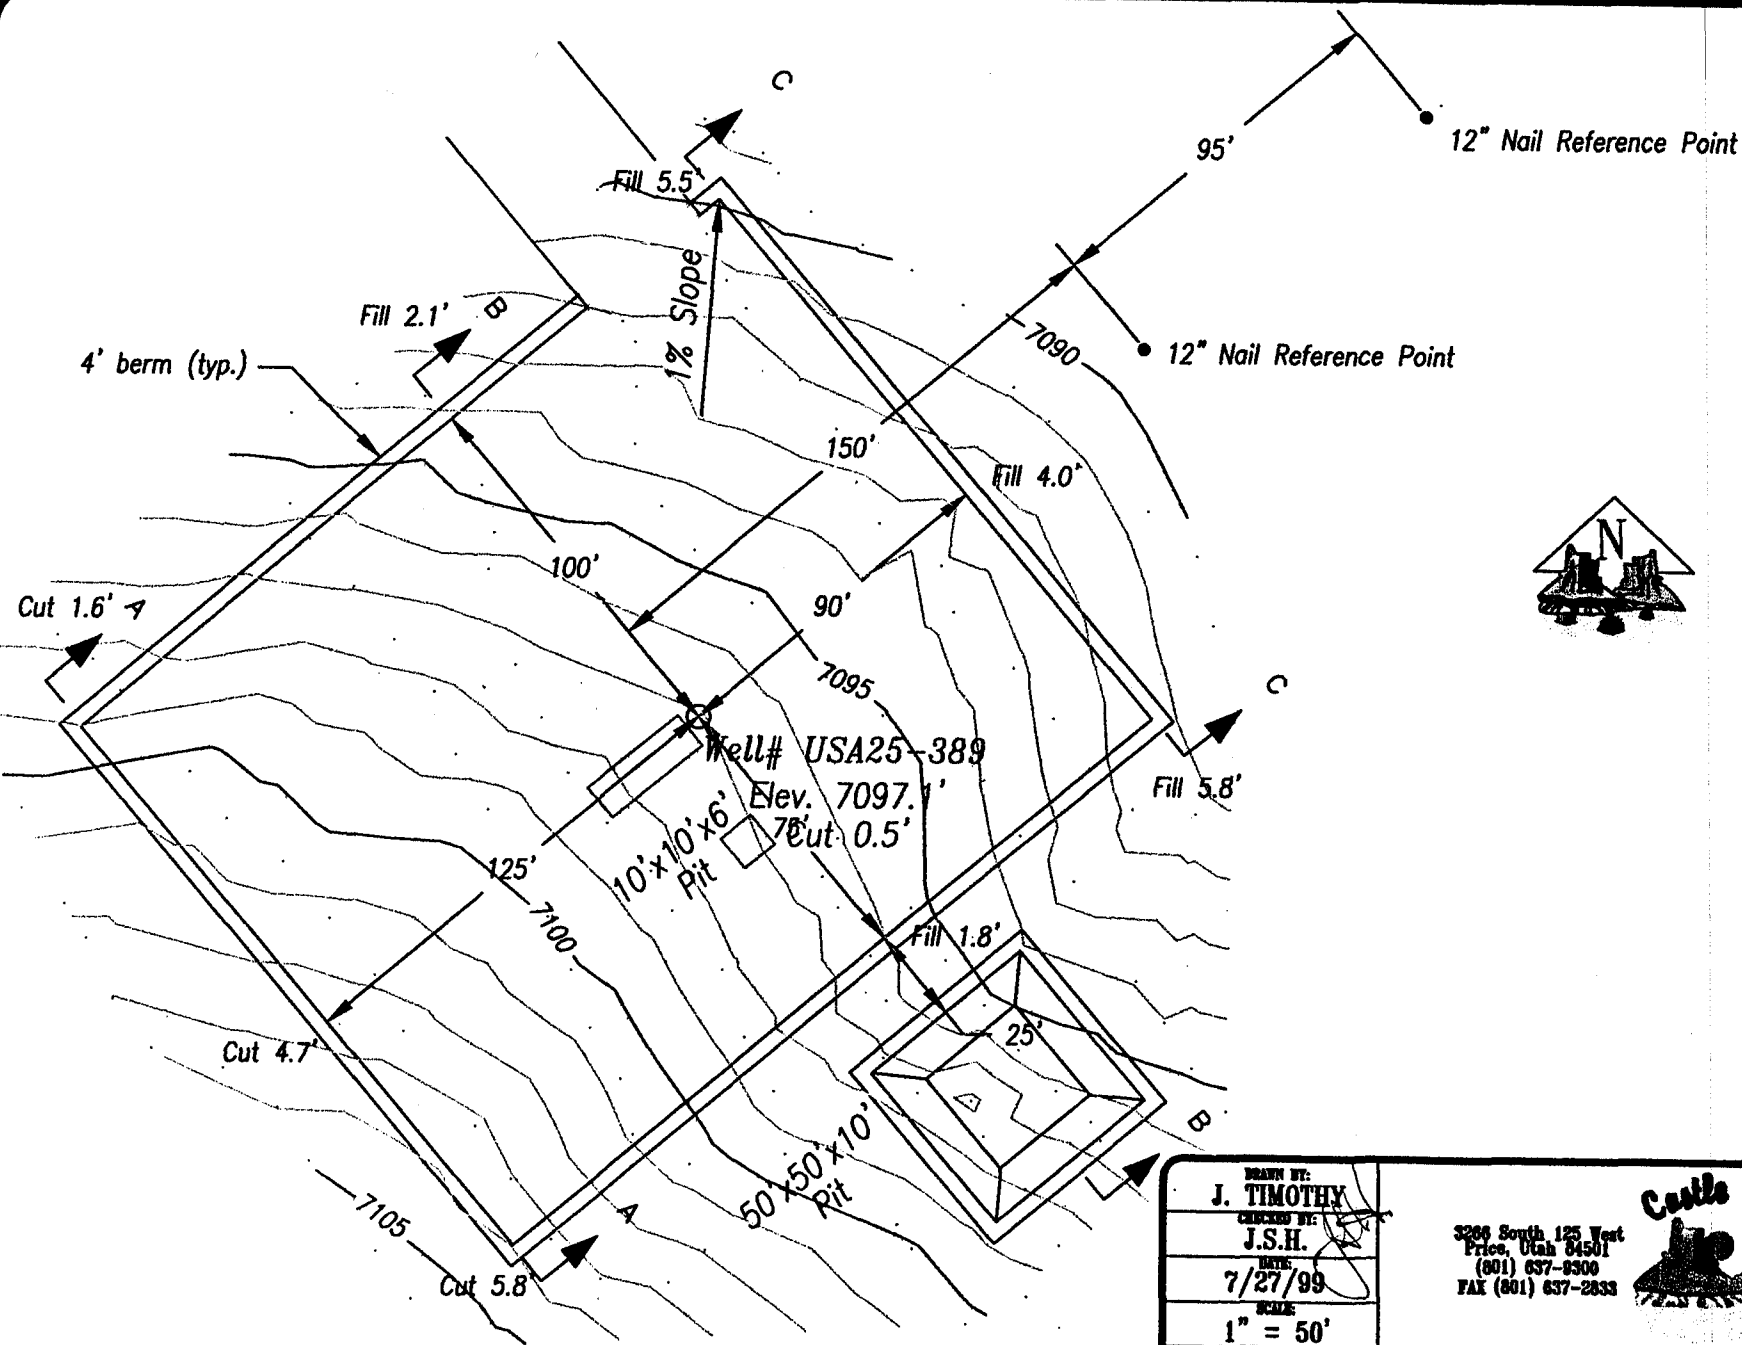 C
12" Nail Reference Point
95'
Fill 5.5'
1% Slope
Fill 2.1'
B
4' berm (typ.)
7090
12" Nail Reference Point
150'
Fill 4.0'
100'
90'
N
Cut 1.6'
A
7095
C
Well# USA25-389
Elev. 7097.1'
Cut 0.5'
75'
Fill 5.8'
10'x10'x6'
Pit
125'
7100
Fill 1.8'
25'
Cut 4.7'
50'x50'x10'
Pit
B
7105
A
Cut 5.8'
DRAWN BY:
J. TIMOTHY
CHECKED BY:
J.S.H.
DATE:
7/27/99
SCALE:
1" = 50'
Castle
3266 South 125 West
Price, Utah 84501
(801) 637-9300
FAX (801) 637-2833